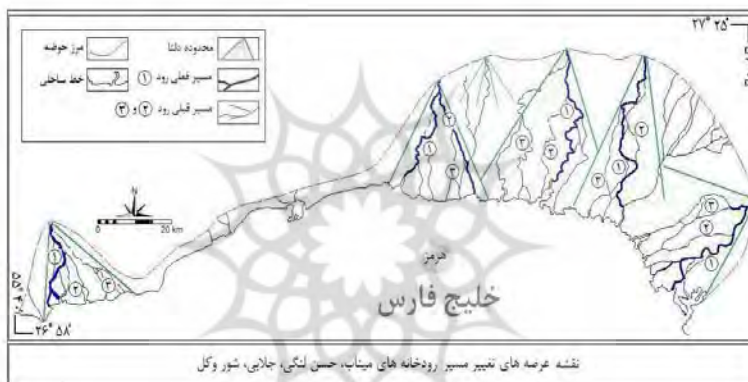 ۲۷° ۲۵'
محدوده دلتا
مرز حوضه
مسیر فعلی رود ①
خط ساحلی
مسیر قبلی رود ② و ③
N
0 20 km
هرمز
خلیج فارس
۲۶° ۵۸'
نقشه عرصه های تغییر مسیر رودخانه های میناب، حسن لنگی، جلابی، شور وکل